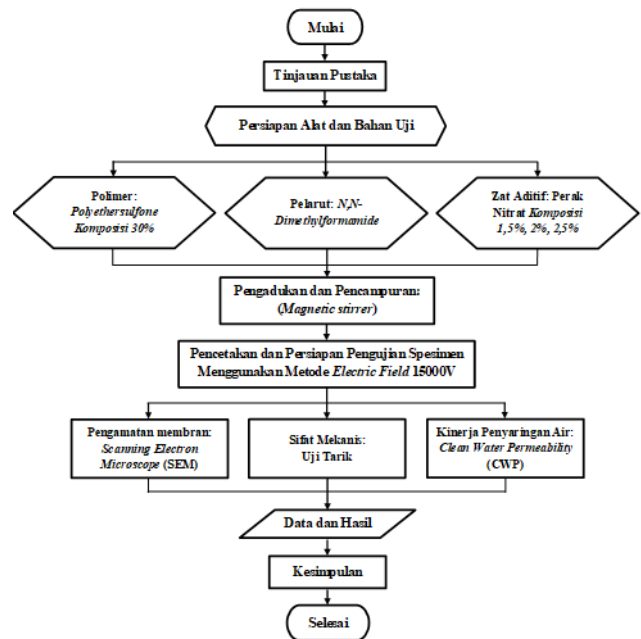 Mulai
Tinjauan Pustaka
Persiapan Alat dan Bahan Uji
Polimer:
Polyethersulfone
Komposisi 30%
Pelarut: N,N-
Dimethylformamide
Zat Aditif: Perak
Nitrat Komposisi
1,5%, 2%, 2,5%
Pengadukan dan Pencampuran:
(Magnetic stirrer)
Pencetakan dan Persiapan Pengujian Spesimen
Menggunakan Metode Electric Field 15000V
Pengamatan membran:
Scanning Electron
Microscope (SEM)
Sifat Mekanis:
Uji Tarik
Kinerja Penyaringan Air:
Clean Water Permeability
(CWP)
Data dan Hasil
Kesimpulan
Selesai